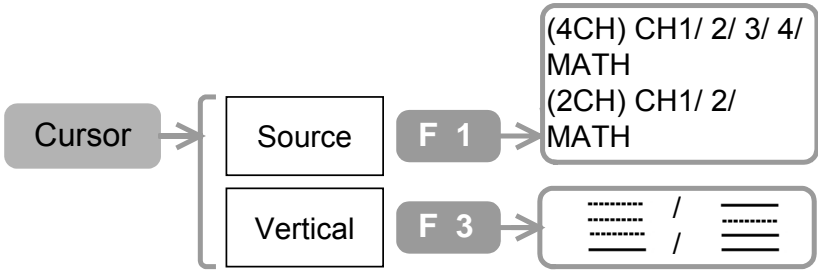 (4CH) CH1/ 2/ 3/ 4/
MATH
(2CH) CH1/ 2/
MATH
Cursor
Source
F 1
Vertical
F 3
/
/